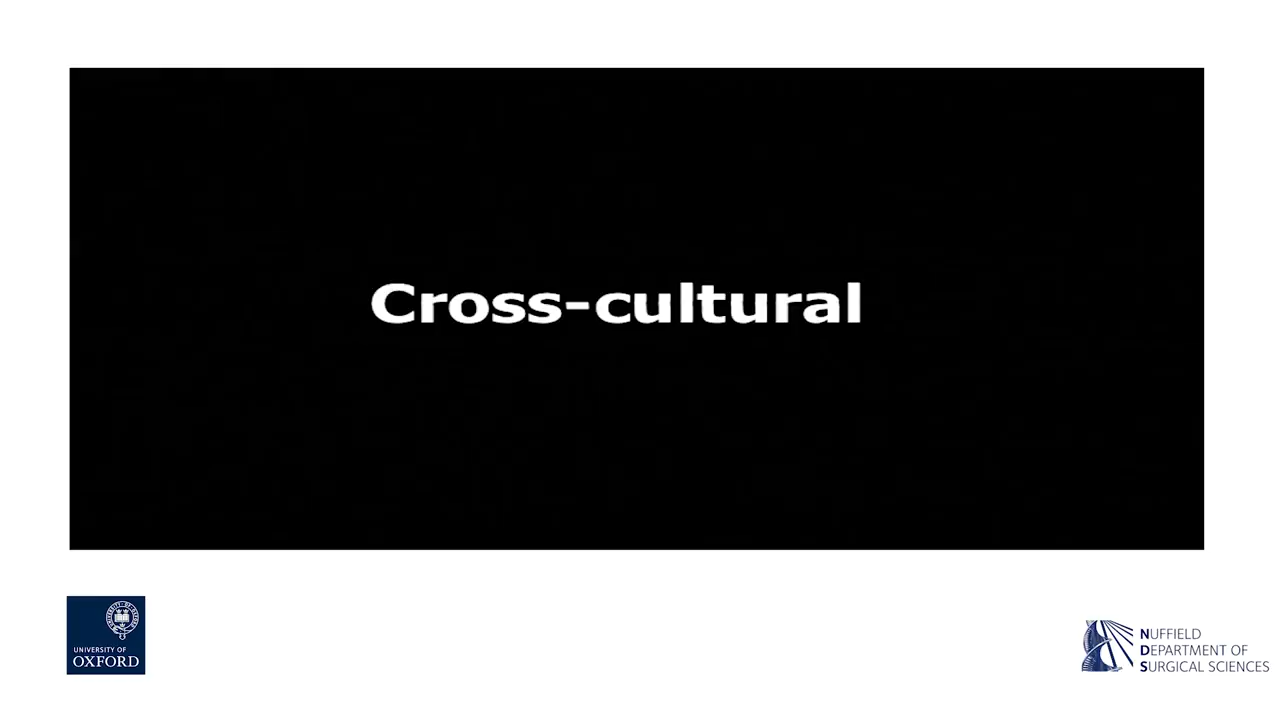 Cross-cultural
UNIVERSITY OF
OXFORD
NUFFIELD
DEPARTMENT OF
SURGICAL SCIENCES